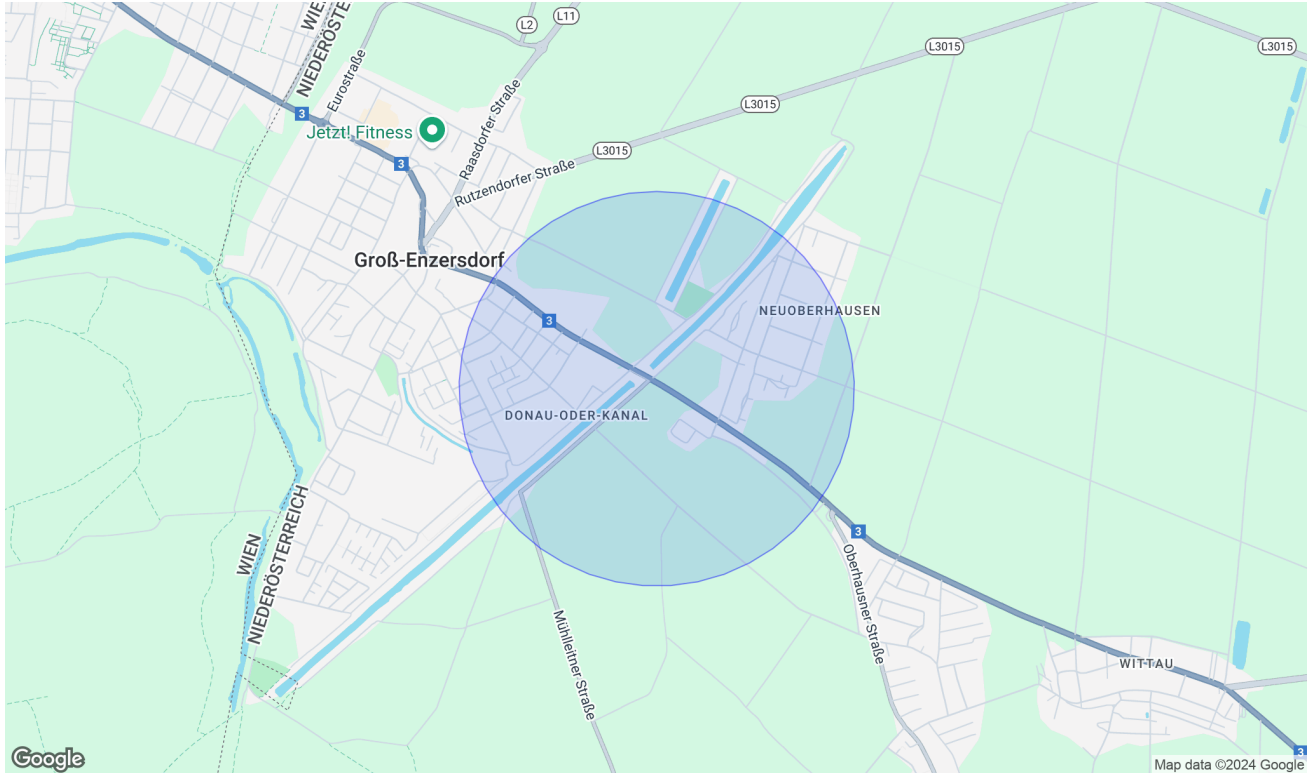 WIE
NIEDERÖSTE
L2
L11
L3015
L3015
Eurostraße
3
Jetzt! Fitness
3
Raasdorfer Straße
L3015
L3015
Rutzendorfer Straße
Groß-Enzersdorf
3
NEUOBERHAUSEN
DONAU-ODER-KANAL
WIEN
NIEDERÖSTERREICH
3
Oberhausner Straße
Mühlleitner Straße
WITTAU
3
Google
Map data ©2024 Google